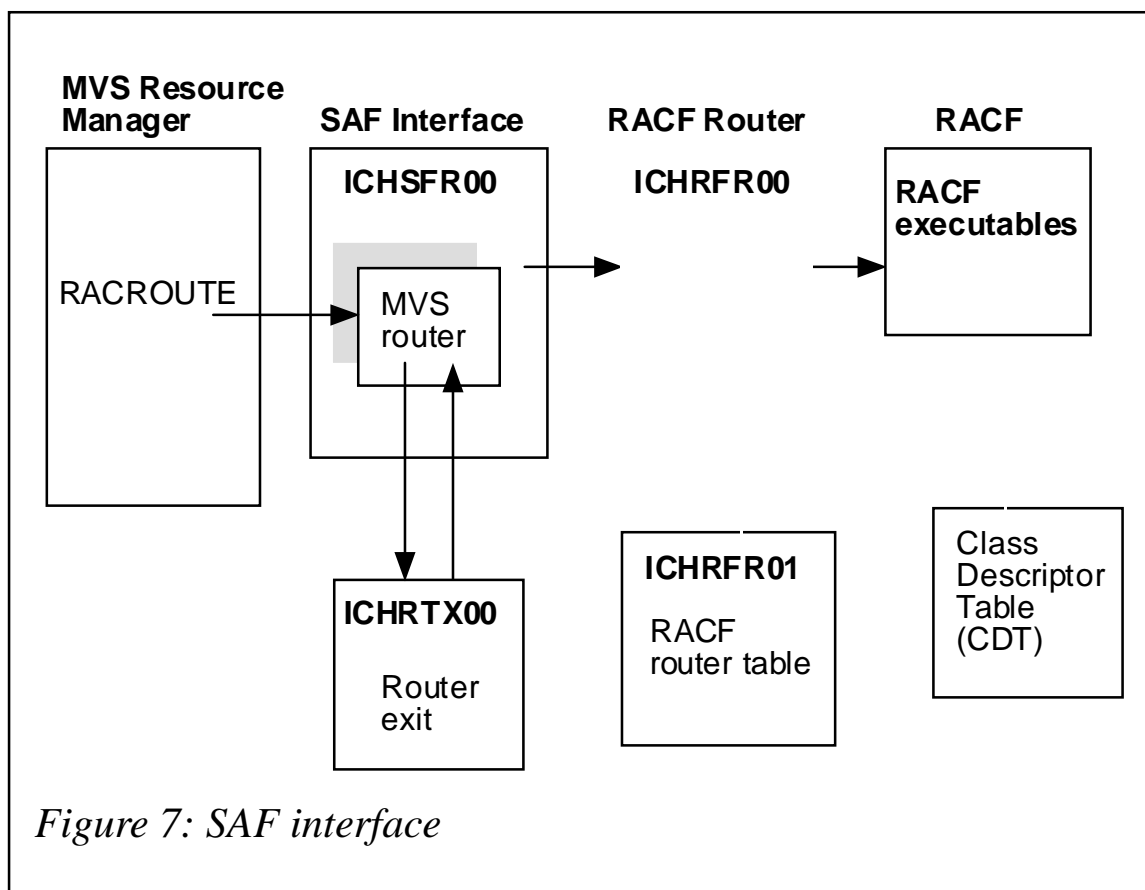 MVS Resource
Manager
SAF Interface
RACF Router
RACF
ICHSFR00
ICHRFR00
RACF
executables
RACROUTE
MVS
router
ICHRTX00
Router
exit
ICHRFR01
RACF
router table
Class
Descriptor
Table
(CDT)
Figure 7: SAF interface